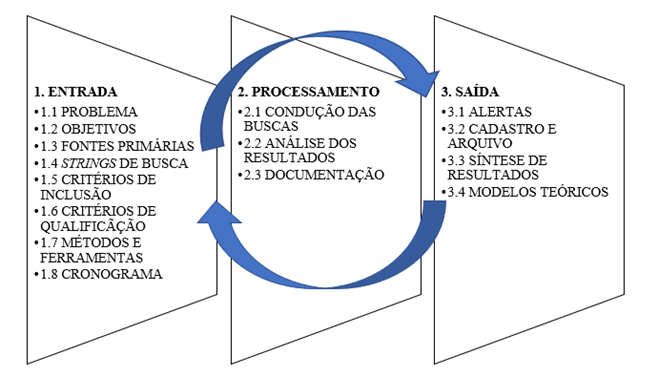 1. ENTRADA
•1.1 PROBLEMA
•1.2 OBJETIVOS
•1.3 FONTES PRIMÁRIAS
•1.4 STRINGS DE BUSCA
•1.5 CRITÉRIOS DE
INCLUSÃO
•1.6 CRITÉRIOS DE
QUALIFICÃÇÃO
•1.7 MÉTODOS E
FERRAMENTAS
•1.8 CRONOGRAMA
2. PROCESSAMENTO
•2.1 CONDUÇÃO DAS
BUSCAS
•2.2 ANÁLISE DOS
RESULTADOS
•2.3 DOCUMENTAÇÃO
3. SAÍDA
•3.1 ALERTAS
•3.2 CADASTRO E
ARQUIVO
•3.3 SÍNTESE DE
RESULTADOS
•3.4 MODELOS TEÓRICOS